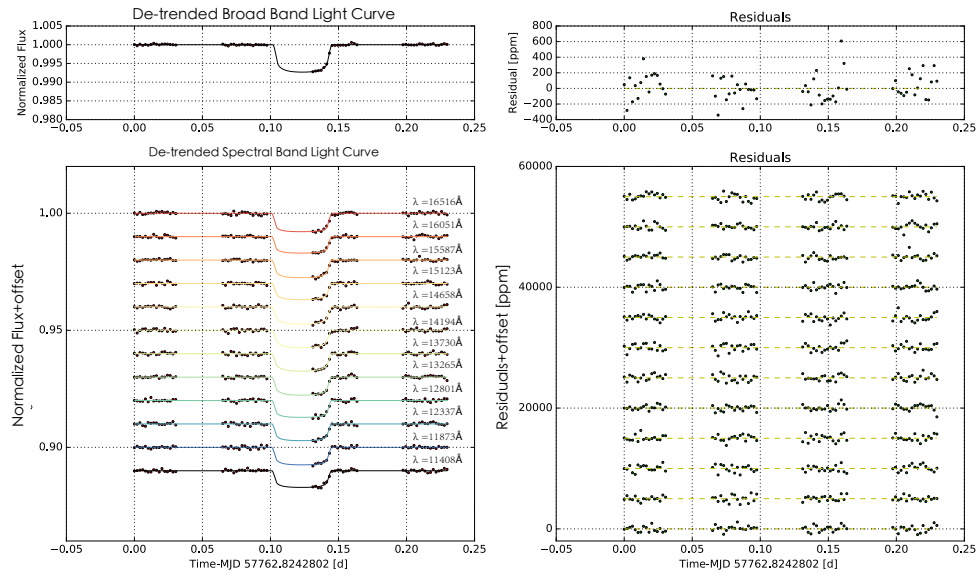 De-trended Broad Band Light Curve
Normalized Flux
1.005
1.000
0.995
0.990
0.985
0.980
−0.05 0.00 0.05 0.10 0.15 0.20 0.25
Residuals
Residual [ppm]
800
600
400
200
0
−200
−400
−0.05 0.00 0.05 0.10 0.15 0.20 0.25
De-trended Spectral Band Light Curve
Normalized Flux+offset
1.00
0.95
0.90
λ =16516Å
λ =16051Å
λ =15587Å
λ =15123Å
λ =14658Å
λ =14194Å
λ =13730Å
λ =13265Å
λ =12801Å
λ =12337Å
λ =11873Å
λ =11408Å
−0.05 0.00 0.05 0.10 0.15 0.20 0.25
Time-MJD 57762.8242802 [d]
Residuals
Residuals+offset [ppm]
60000
40000
20000
0
−0.05 0.00 0.05 0.10 0.15 0.20 0.25
Time-MJD 57762.8242802 [d]